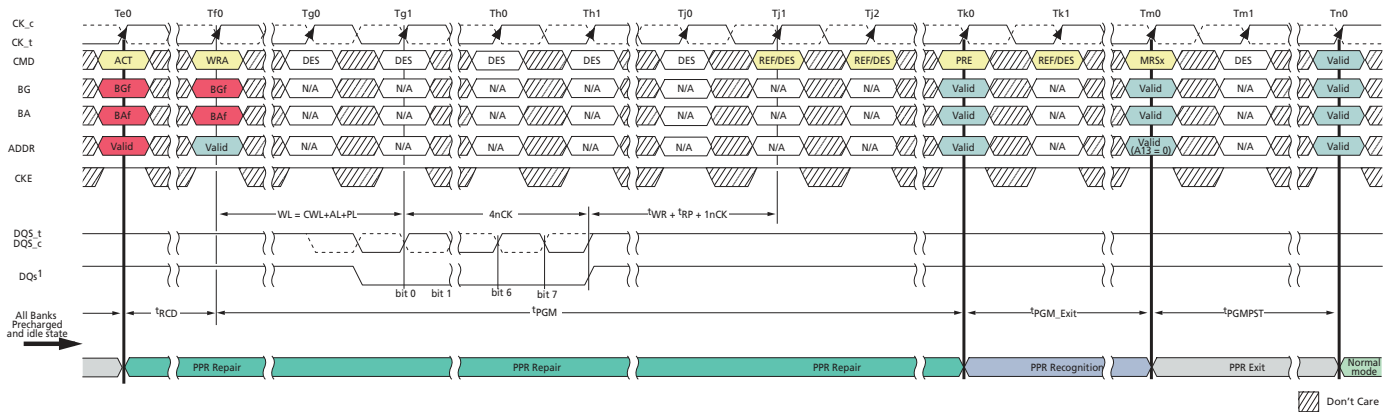 Te0 Tf0 Tg0 Tg1 Th0 Th1 Tj0 Tj1 Tj2 Tk0 Tk1 Tm0 Tm1 Tn0
CK_c
CK_t
CMD ACT WRA DES DES DES DES DES REF/DES REF/DES PRE REF/DES MRSx DES Valid
BG BGf BGf N/A N/A N/A N/A N/A N/A N/A Valid N/A Valid N/A Valid
BA BAf BAf N/A N/A N/A N/A N/A N/A N/A Valid N/A Valid N/A Valid
ADDR Valid Valid N/A N/A N/A N/A N/A N/A N/A Valid N/A Valid (A13 = 0) N/A Valid
CKE
WL = CWL+AL+PL 4nCK tWR + tRP + 1nCK
DQS_t
DQS_c
DQs1
bit 0 bit 1 bit 6 bit 7
All Banks
Precharged
and idle state
tRCD tPGM tPGM_Exit tPGMPST
PPR Repair PPR Repair PPR Repair PPR Recognition PPR Exit Normal mode
Don't Care